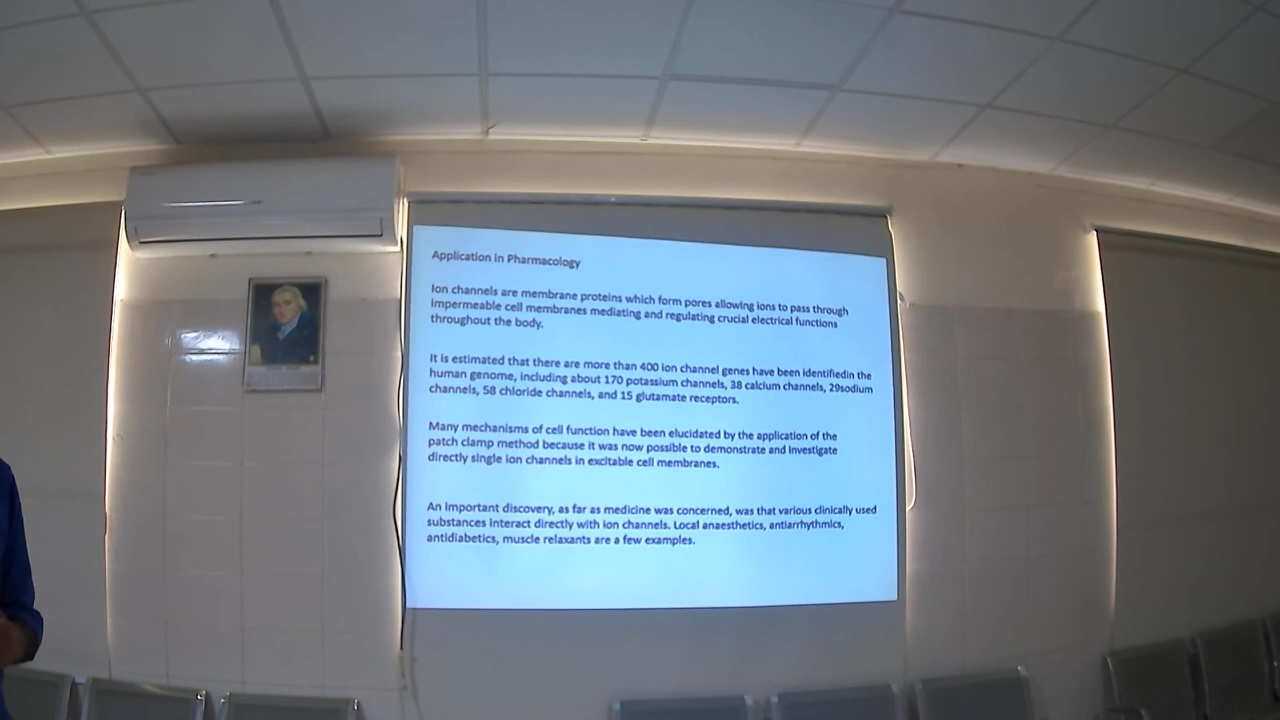 Application in Pharmacology
Ion channels are membrane proteins which form pores allowing ions to pass through
impermeable cell membranes mediating and regulating crucial electrical functions
throughout the body.
It is estimated that there are more than 400 ion channel genes have been identifiedin the
human genome, including about 170 potassium channels, 38 calcium channels, 29sodium
channels, 58 chloride channels, and 15 glutamate receptors.
Many mechanisms of cell function have been elucidated by the application of the
patch clamp method because it was now possible to demonstrate and investigate
directly single ion channels in excitable cell membranes.
An important discovery, as far as medicine was concerned, was that various clinically used
substances interact directly with ion channels. Local anaesthetics, antiarrhythmics,
antidiabetics, muscle relaxants are a few examples.